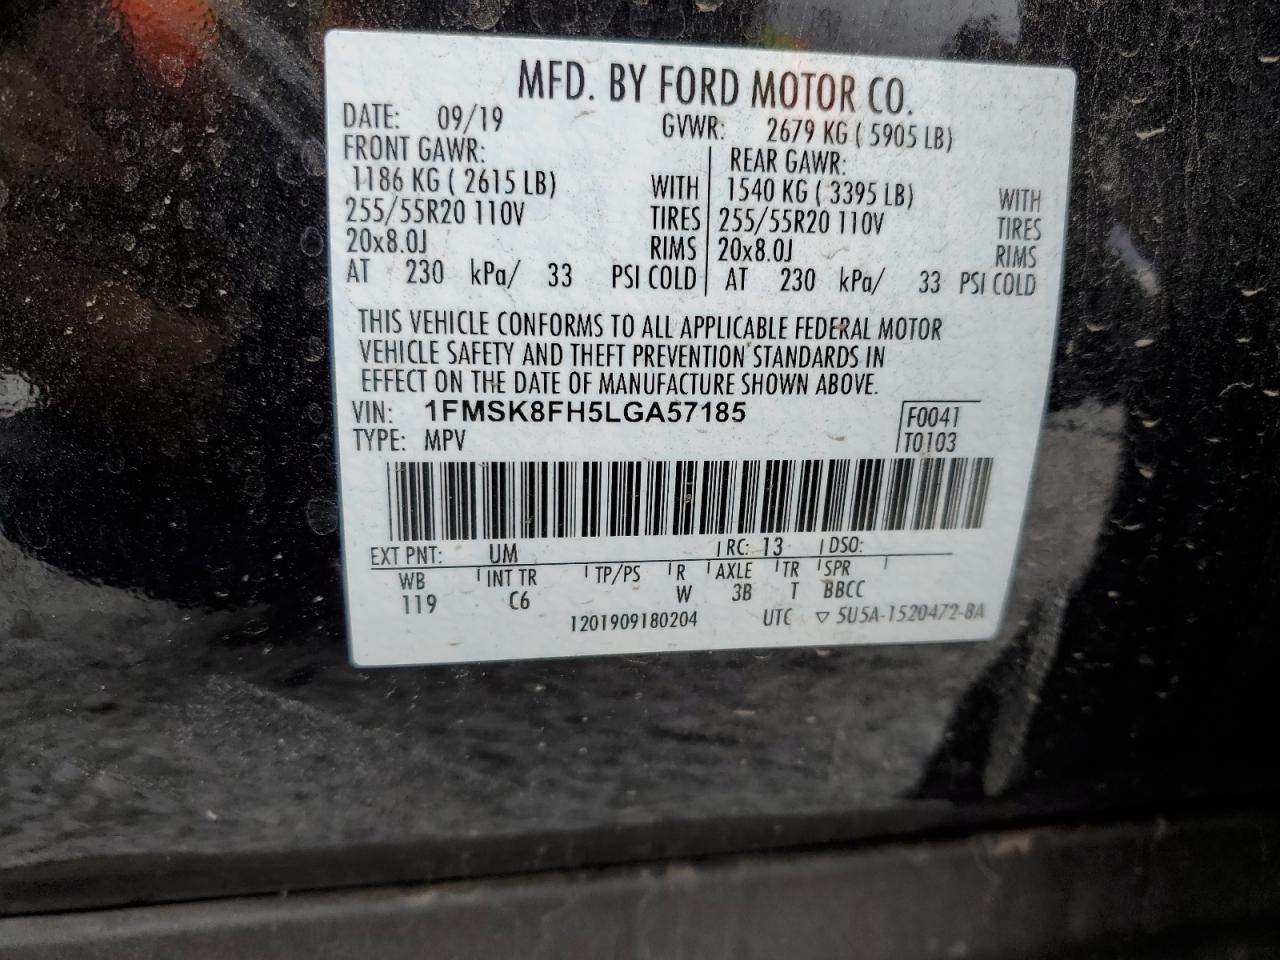 MFD. BY FORD MOTOR CO.
DATE: 09/19 GVWR: 2679 KG ( 5905 LB)
FRONT GAWR: REAR GAWR:
1186 KG ( 2615 LB) WITH 1540 KG ( 3395 LB) WITH
255/55R20 110V TIRES 255/55R20 110V TIRES
20x8.0J RIMS 20x8.0J RIMS
AT 230 kPa/ 33 PSI COLD AT 230 kPa/ 33 PSI COLD
THIS VEHICLE CONFORMS TO ALL APPLICABLE FEDERAL MOTOR
VEHICLE SAFETY AND THEFT PREVENTION STANDARDS IN
EFFECT ON THE DATE OF MANUFACTURE SHOWN ABOVE.
VIN: 1FMSK8FH5LGA57185 F0041
TYPE: MPV T0103
EXT PNT: UM RC: 13 DSO:
WB INT TR TP/PS R AXLE TR SPR
119 C6 W 3B T BBCC
1201909180204 UTC ▽ 5U5A-1520472-BA